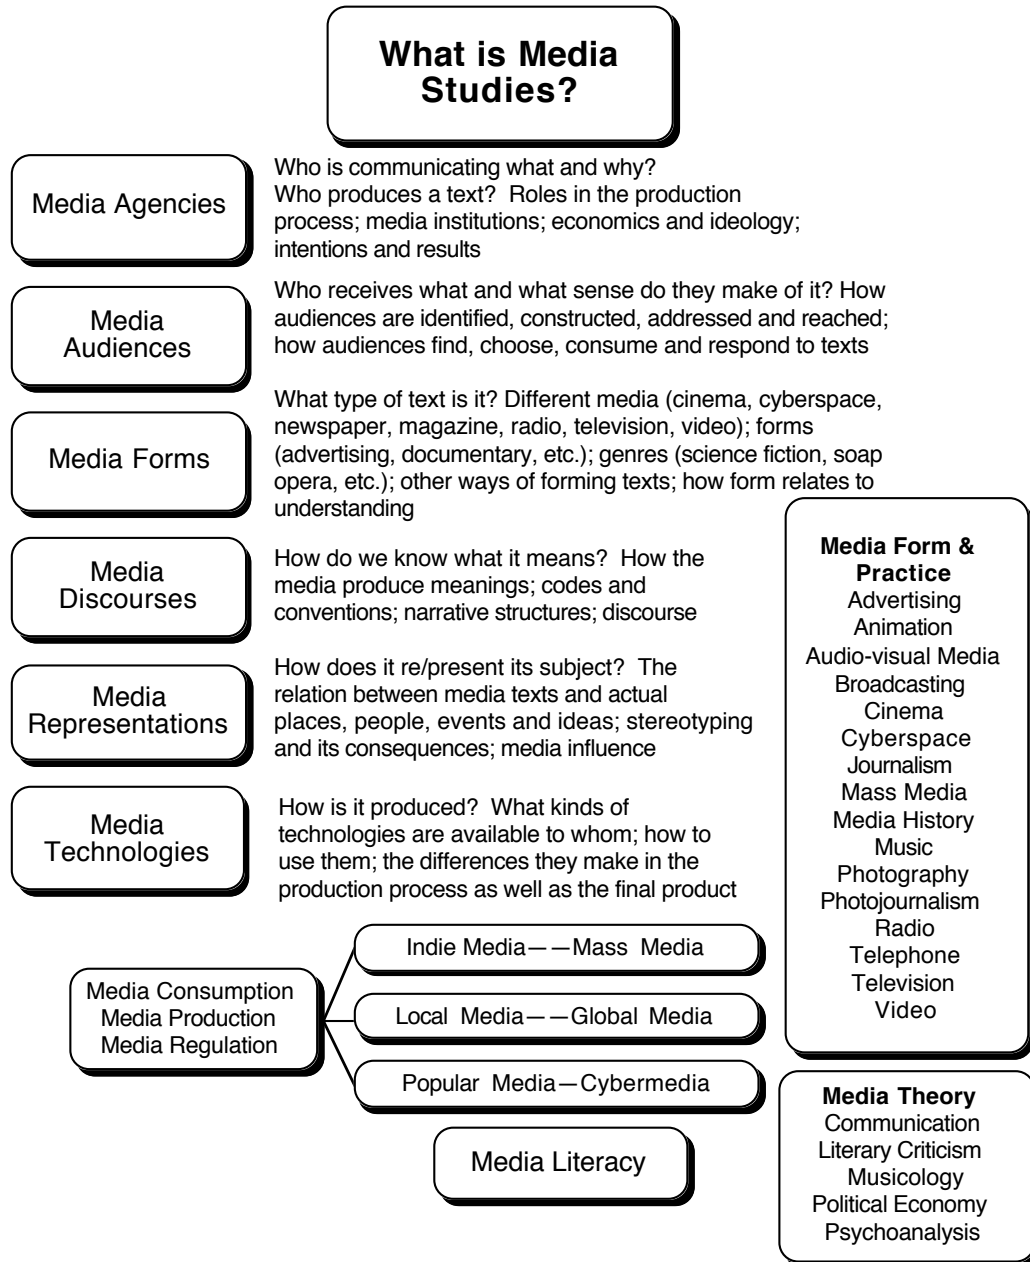 What is Media
Studies?
Media Agencies
Who is communicating what and why?
Who produces a text?  Roles in the production
process; media institutions; economics and ideology;
intentions and results
Media
Audiences
Who receives what and what sense do they make of it? How
audiences are identified, constructed, addressed and reached;
how audiences find, choose, consume and respond to texts
Media Forms
What type of text is it? Different media (cinema, cyberspace,
newspaper, magazine, radio, television, video); forms
(advertising, documentary, etc.); genres (science fiction, soap
opera, etc.); other ways of forming texts; how form relates to
understanding
Media
Discourses
How do we know what it means?  How the
media produce meanings; codes and
conventions; narrative structures; discourse
Media
Representations
How does it re/present its subject?  The
relation between media texts and actual
places, people, events and ideas; stereotyping
and its consequences; media influence
Media
Technologies
How is it produced?  What kinds of
technologies are available to whom; how to
use them; the differences they make in the
production process as well as the final product
Media Form &
Practice
Advertising
Animation
Audio-visual Media
Broadcasting
Cinema
Cyberspace
Journalism
Mass Media
Media History
Music
Photography
Photojournalism
Radio
Telephone
Television
Video
Media Consumption
Media Production
Media Regulation
Indie Media——Mass Media
Local Media——Global Media
Popular Media—Cybermedia
Media Literacy
Media Theory
Communication
Literary Criticism
Musicology
Political Economy
Psychoanalysis